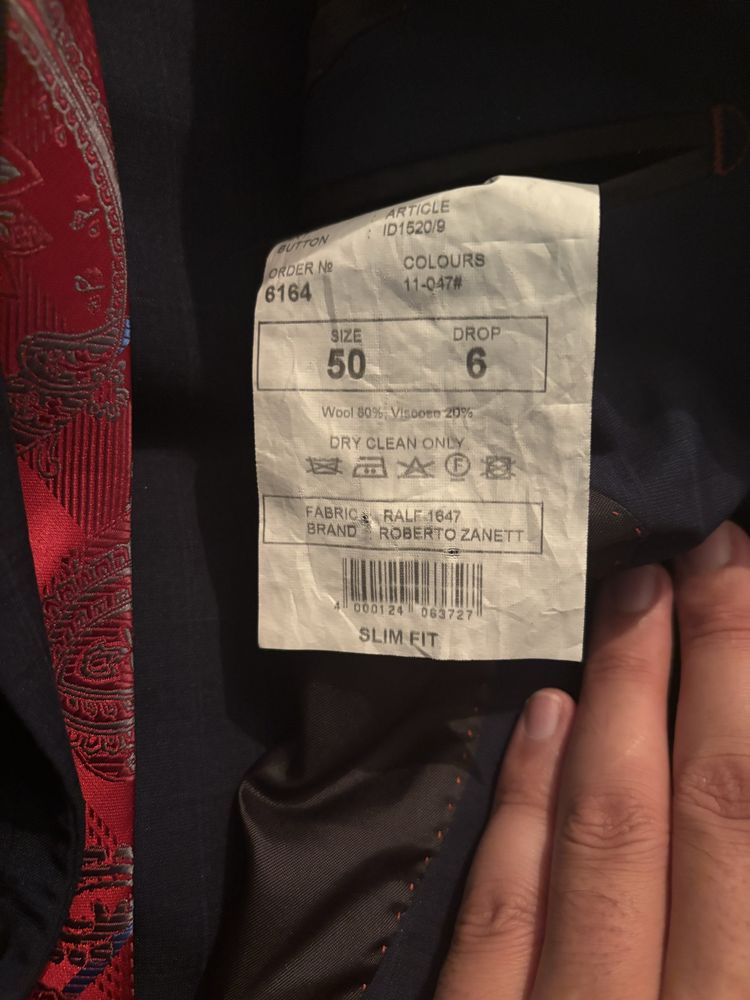 ARTICLE
BUTTON : ID1520/9
ORDER № COLOURS
6164 11-047#
SIZE DROP
50 6
Wool 80%, Viscose 20%
DRY CLEAN ONLY
FABRIC : RALF 1647
BRAND : ROBERTO ZANETT
4 000124 063727
SLIM FIT